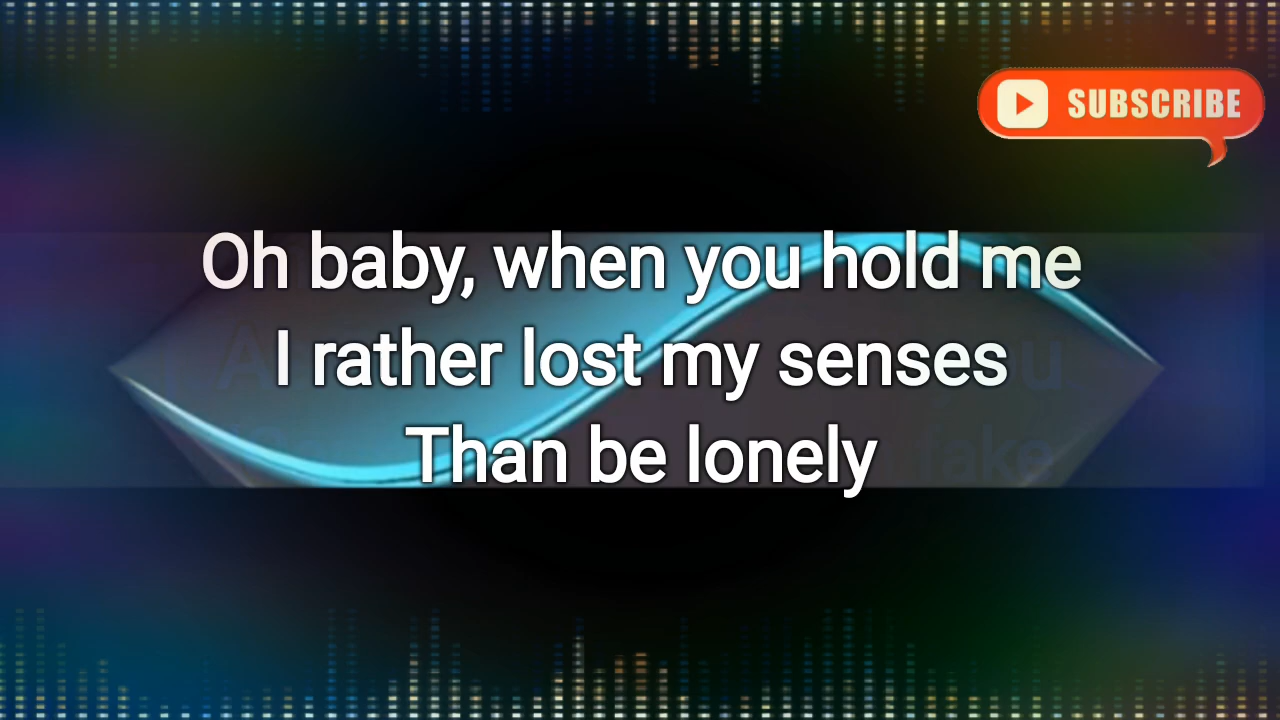 SUBSCRIBE
Oh baby, when you hold me
I rather lost my senses
Than be lonely